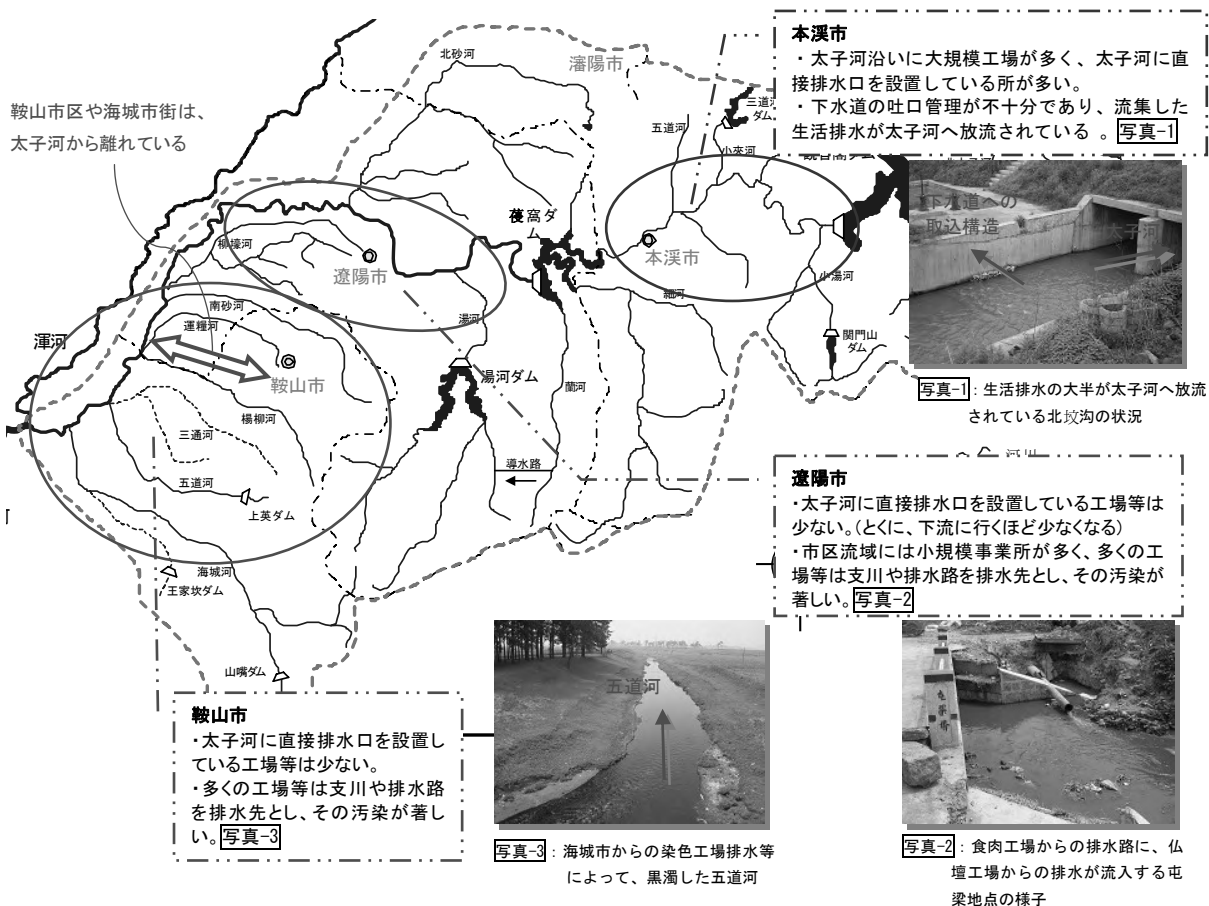 本溪市
・太子河沿いに大規模工場が多く、太子河に直
接排水口を設置している所が多い。
・下水道の吐口管理が不十分であり、流集した
生活排水が太子河へ放流されている 。写真-1
鞍山市区や海城市街は、
太子河から離れている
北砂河
瀋陽市
三道河
ダム
五道河
小夾河
下水道への
取込構造
太子河
葠窩ダ
ム
本溪市
柳壕河
遼陽市
小湯河
細河
南砂河
湯河
運糧河
渾河
関門山
ダム
鞍山市
湯河ダム
蘭河
楊柳河
写真-1：生活排水の大半が太子河へ放流
されている北坟沟の状況
三通河
導水路
五道河
上英ダム
海城河
王家坎ダム
山嘴ダム
遼陽市
・太子河に直接排水口を設置している工場等は
少ない。(とくに、下流に行くほど少なくなる)
・市区流域には小規模事業所が多く、多くの工
場等は支川や排水路を排水先とし、その汚染が
著しい。写真-2
五道河
鞍山市
・太子河に直接排水口を設置し
ている工場等は少ない。
・多くの工場等は支川や排水路
を排水先とし、その汚染が著し
い。写真-3
写真-3：海城市からの染色工場排水等
によって、黒濁した五道河
写真-2：食肉工場からの排水路に、仏
壇工場からの排水が流入する屯
梁地点の様子